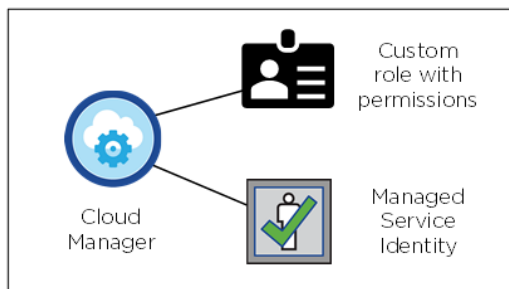 Custom
role with
permissions
Cloud
Manager
Managed
Service
Identity